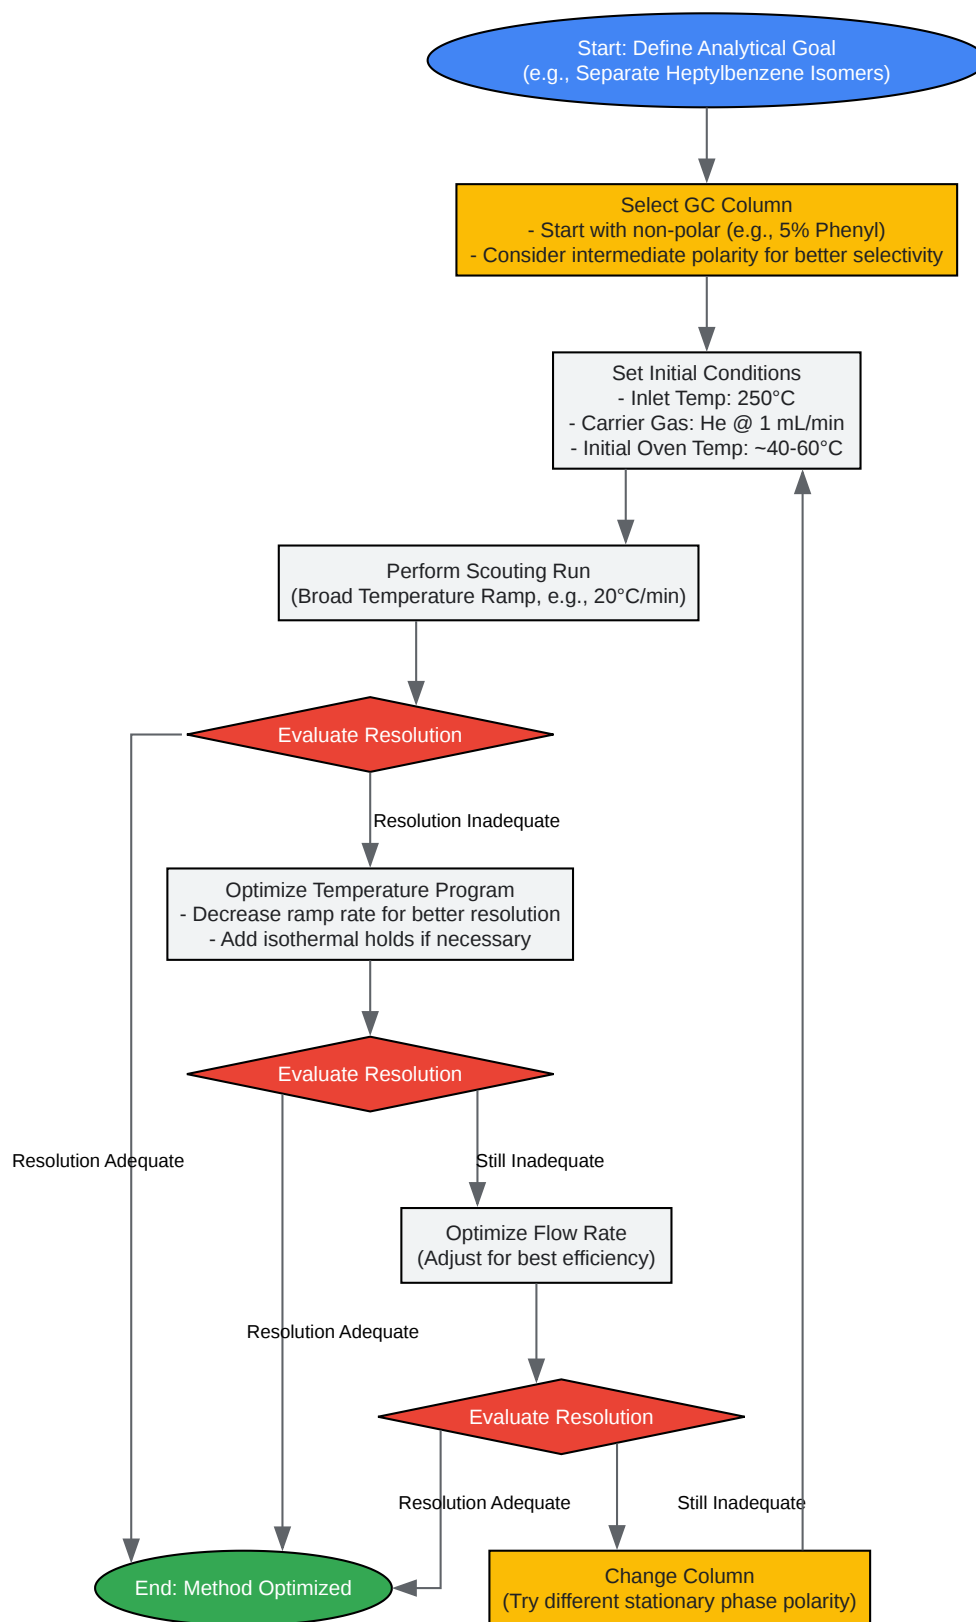 Start: Define Analytical Goal
(e.g., Separate Heptylbenzene Isomers)
Select GC Column
- Start with non-polar (e.g., 5% Phenyl)
- Consider intermediate polarity for better selectivity
Set Initial Conditions
- Inlet Temp: 250°C
- Carrier Gas: He @ 1 mL/min
- Initial Oven Temp: ~40-60°C
Perform Scouting Run
(Broad Temperature Ramp, e.g., 20°C/min)
Evaluate Resolution
Resolution Inadequate
Optimize Temperature Program
- Decrease ramp rate for better resolution
- Add isothermal holds if necessary
Evaluate Resolution
Resolution Adequate
Still Inadequate
Optimize Flow Rate
(Adjust for best efficiency)
Resolution Adequate
Evaluate Resolution
Resolution Adequate
Still Inadequate
End: Method Optimized
Change Column
(Try different stationary phase polarity)